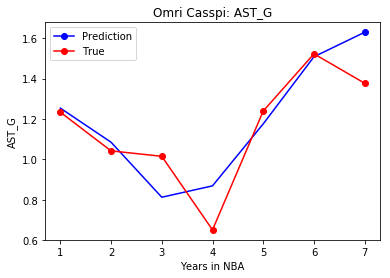 Omri Casspi: AST_G
Prediction
True
AST_G
1.6
1.4
1.2
1.0
0.8
0.6
1 2 3 4 5 6 7
Years in NBA